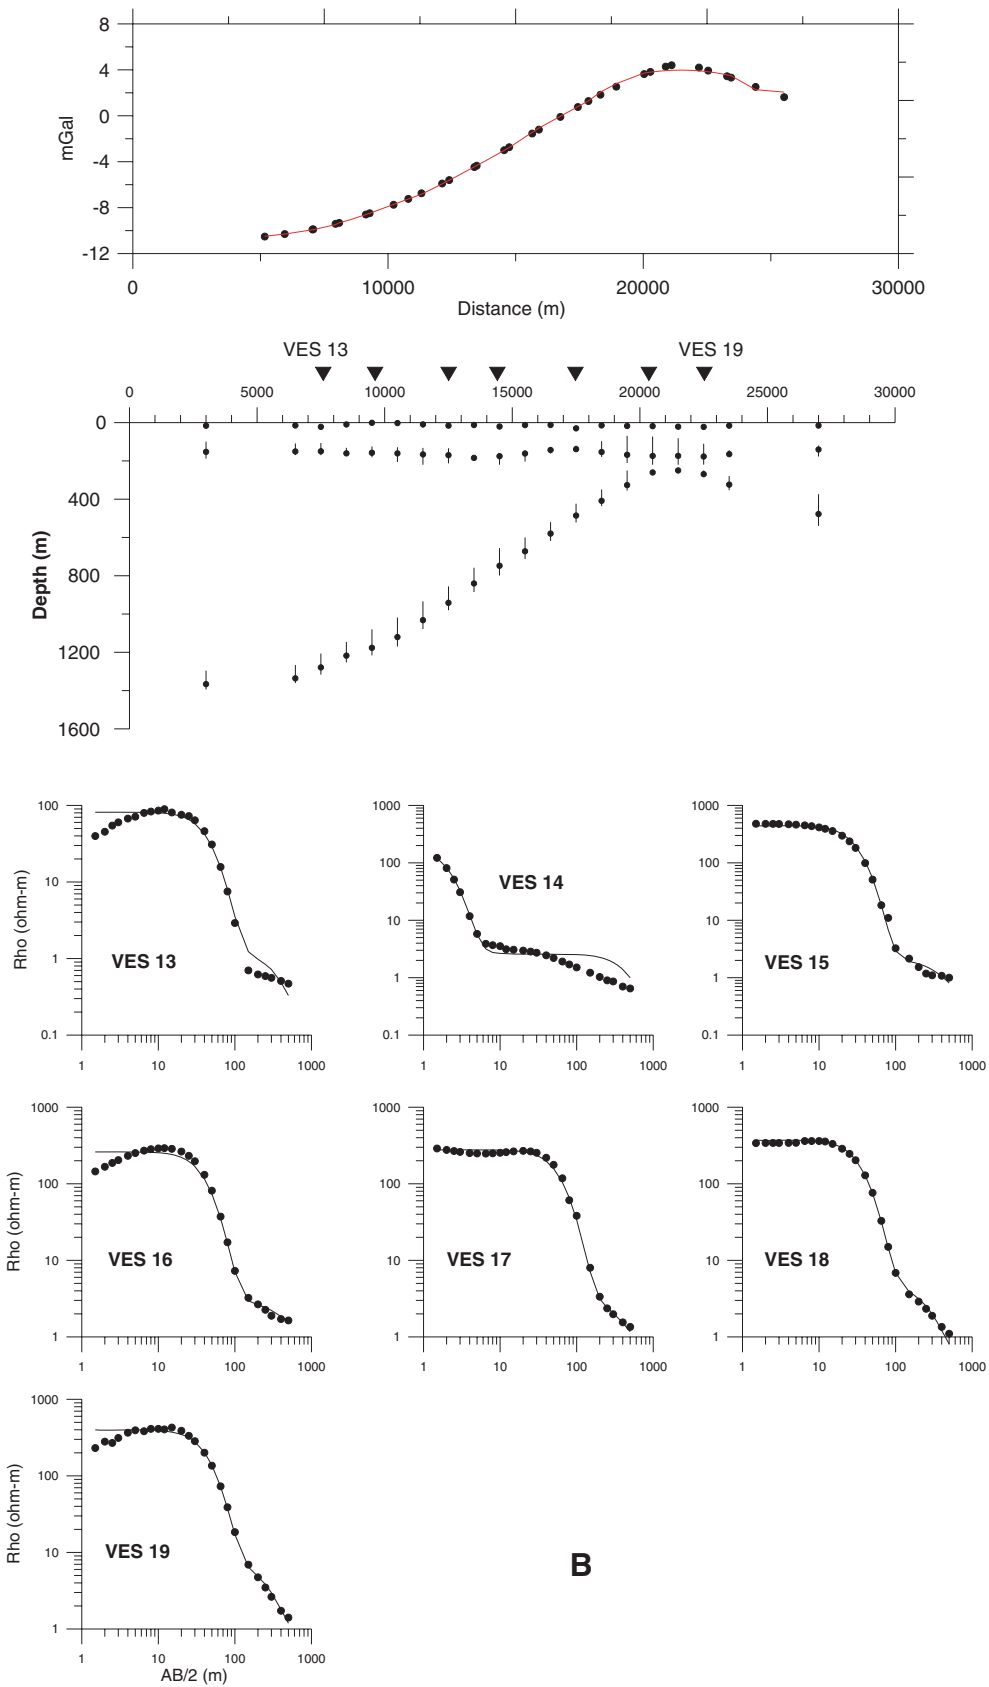 8
4
0
-4
-8
-12
mGal
0 10000 20000 30000
Distance (m)
VES 13 VES 19
0 5000 10000 15000 20000 25000 30000
0
400
800
1200
1600
Depth (m)
100 1000 1000
10 100 100
1 10 10
0.1 1 1
0.1 0.1
Rho (ohm-m)
VES 13 VES 14 VES 15
1 10 100 1000 1 10 100 1000 1 10 100 1000
1000 1000 1000
100 100 100
10 10 10
1 1 1
Rho (ohm-m)
VES 16 VES 17 VES 18
1 10 100 1000 1 10 100 1000 1 10 100 1000
1000
100
10
1
Rho (ohm-m)
VES 19
B
1 10 100 1000
AB/2 (m)